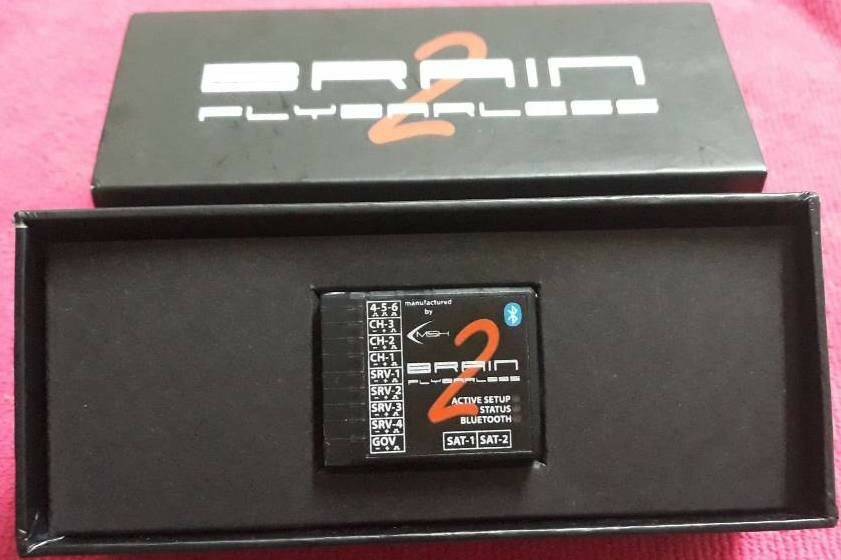 BRAIN
2
FLYBARLESS
4-5-6
CH-3
CH-2
CH-1
SRV-1
SRV-2
SRV-3
SRV-4
GOV
manufactured
by
MSH
BRAIN
2
FLYBARLESS
ACTIVE SETUP
STATUS
BLUETOOTH
SAT-1 SAT-2